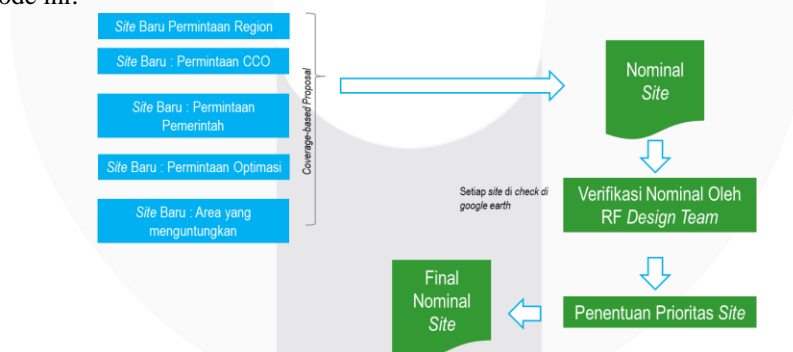 Site Baru Permintaan Region
Site Baru : Permintaan CCO
Site Baru : Permintaan
Pemerintah
Site Baru : Permintaan Optimasi
Site Baru : Area yang
menguntungkan
Coverage-based Proposal
Nominal
Site
Setiap site di check di
google earth
Verifikasi Nominal Oleh
RF Design Team
Penentuan Prioritas Site
Final
Nominal
Site